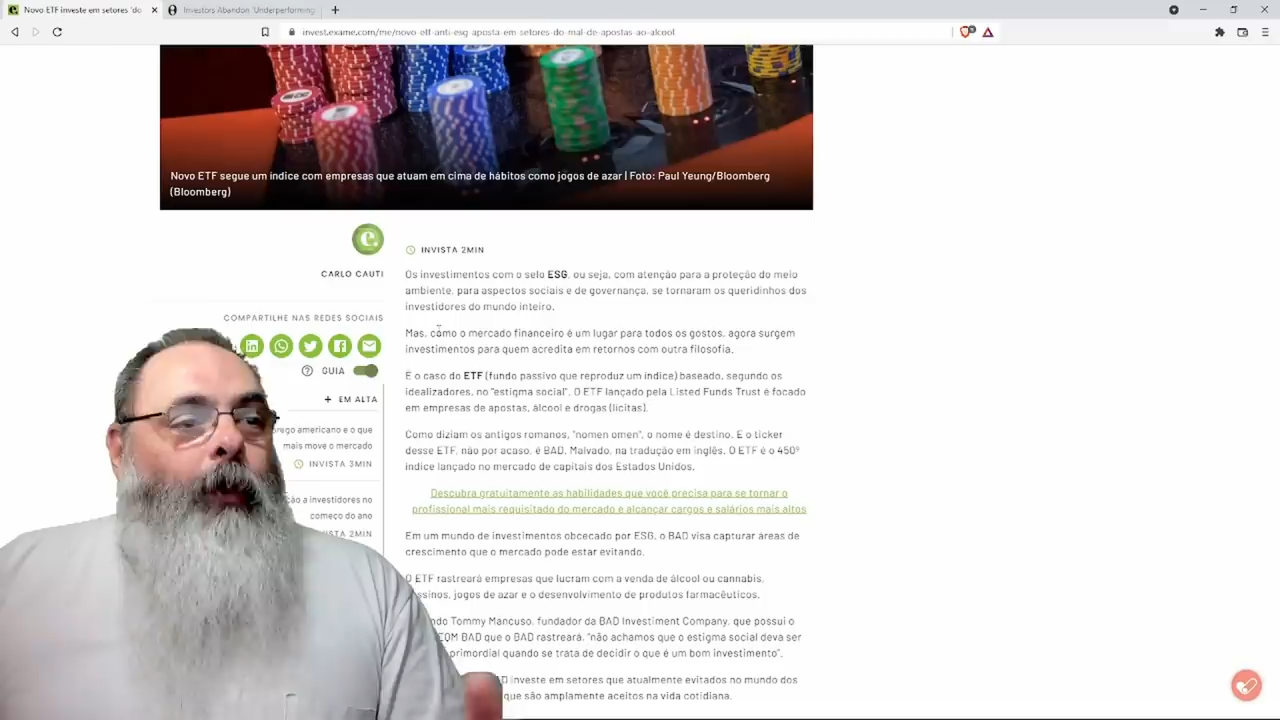 Novo ETF investe em setores "do
Investors Abandon 'Underperforming
invest.exame.com/me/novo-etf-anti-esg-aposta-em-setores-do-mal-de-apostas-ao-alcool
Novo ETF segue um índice com empresas que atuam em cima de hábitos como jogos de azar | Foto: Paul Yeung/Bloomberg
(Bloomberg)
e.
CARLO CAUTI
COMPARTILHE NAS REDES SOCIAIS
GUIA
+ EM ALTA
prego americano e o que
mais move o mercado
INVISTA 3MIN
ção a investidores no
começo do ano
INVISTA 2MIN
Os investimentos com o selo ESG, ou seja, com atenção para a proteção do meio
ambiente, para aspectos sociais e de governança, se tornaram os queridinhos dos
investidores do mundo inteiro.
Mas, como o mercado financeiro é um lugar para todos os gostos, agora surgem
investimentos para quem acredita em retornos com outra filosofia.
É o caso do ETF (fundo passivo que reproduz um índice) baseado, segundo os
idealizadores, no "estigma social". O ETF lançado pela Listed Funds Trust é focado
em empresas de apostas, álcool e drogas (lícitas).
Como diziam os antigos romanos, "nomen omen", o nome é destino. E o ticker
desse ETF, não por acaso, é BAD. Malvado, na tradução em inglês. O ETF é o 450º
índice lançado no mercado de capitais dos Estados Unidos.
Descubra gratuitamente as habilidades que você precisa para se tornar o
profissional mais requisitado do mercado e alcançar cargos e salários mais altos
Em um mundo de investimentos obcecado por ESG, o BAD visa capturar áreas de
crescimento que o mercado pode estar evitando.
O ETF rastreará empresas que lucram com a venda de álcool ou cannabis,
ssinos, jogos de azar e o desenvolvimento de produtos farmacêuticos.
ndo Tommy Mancuso, fundador da BAD Investiment Company, que possui o
EQM BAD que o BAD rastreará, "não achamos que o estigma social deva ser
primordial quando se trata de decidir o que é um bom investimento".
AD investe em setores que atualmente evitados no mundo dos
que são amplamente aceitos na vida cotidiana.